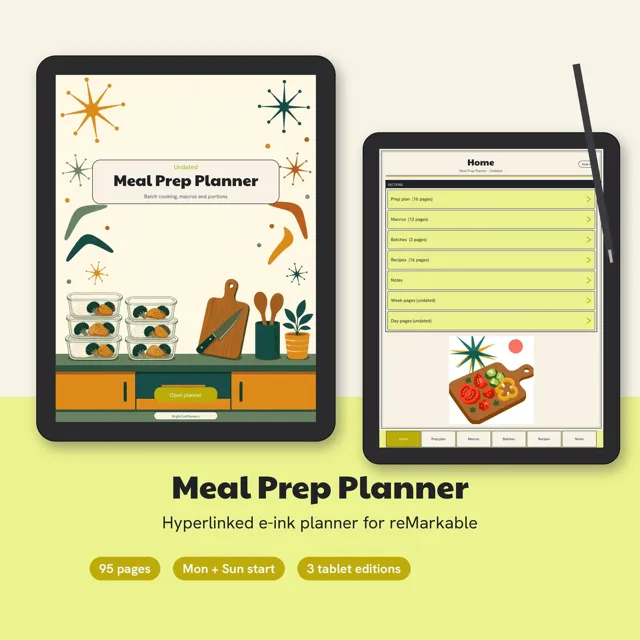 Undated
Meal Prep Planner
Batch cooking, macros and portions
Open planner
Home
Meal Prep Planner · Undated
SECTIONS
Prep plan (16 pages)
Macros (12 pages)
Batches (3 pages)
Recipes (16 pages)
Notes
Week pages (undated)
Day pages (undated)
Home
Prep plan
Macros
Batches
Recipes
Notes
Meal Prep Planner
Hyperlinked e-ink planner for reMarkable
95 pages
Mon + Sun start
3 tablet editions